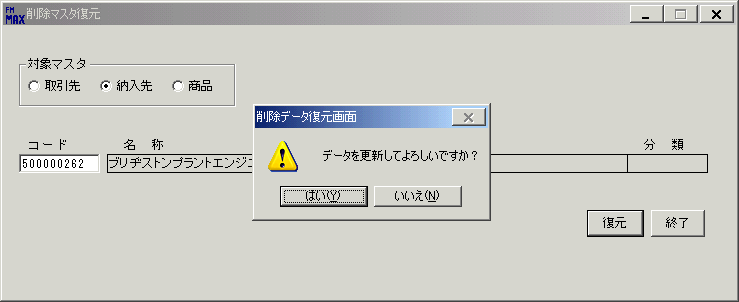 FM MAX 削除マスタ復元
対象マスタ
取引先 納入先 商品
削除データ復元画面
データを更新してよろしいですか？
はい(Y) いいえ(N)
コード 名 称 分 類
500000262 ブリヂストンプラントエンジ
復元 終了